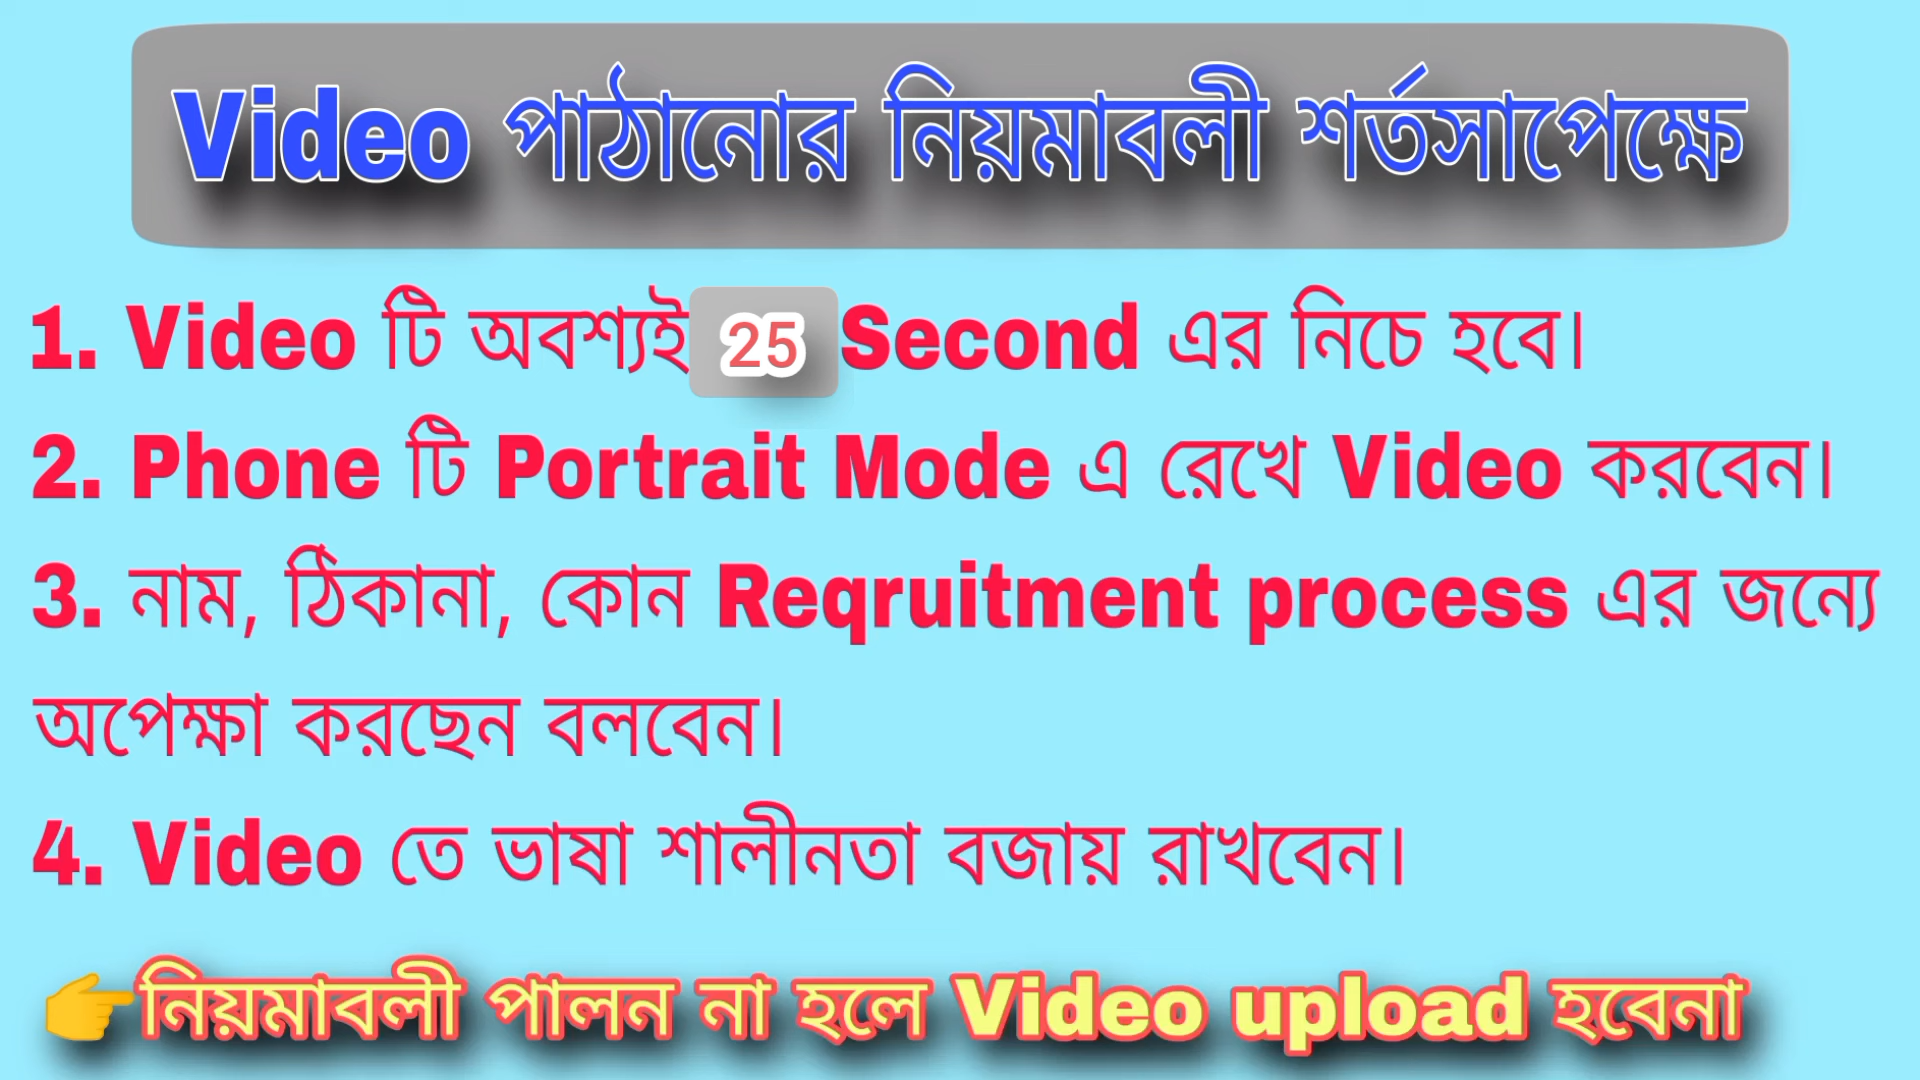 Video পাঠানোর নিয়মাবলী শর্তসাপেক্ষে
1. Video টি অবশ্যই 25 Second এর নিচে হবে।
2. Phone টি Portrait Mode এ রেখে Video করবেন।
3. নাম, ঠিকানা, কোন Reqruitment process এর জন্যে
অপেক্ষা করছেন বলবেন।
4. Video তে ভাষা শালীনতা বজায় রাখবেন।
👉নিয়মাবলী পালন না হলে Video upload হবেনা